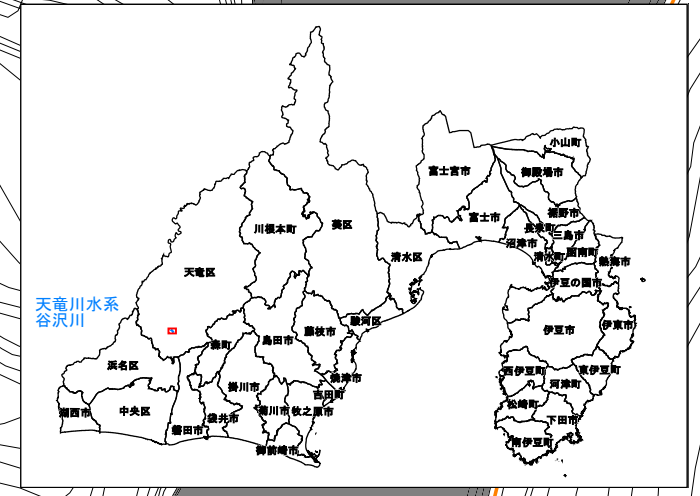 小山町
御殿場市
富士宮市
裾野市
富士市
長泉町
三島市
沼津市
函南町
清水町
熱海市
川根本町
葵区
清水区
天竜区
伊豆の国市
天竜川水系
谷沢川
駿河区
伊豆市
伊東市
藤枝市
島田市
森町
浜名区
西伊豆町
東伊豆町
焼津市
河津町
掛川市
吉田町
松崎町
湖西市
中央区
菊川市
牧之原市
袋井市
下田市
磐田市
南伊豆町
御前崎市